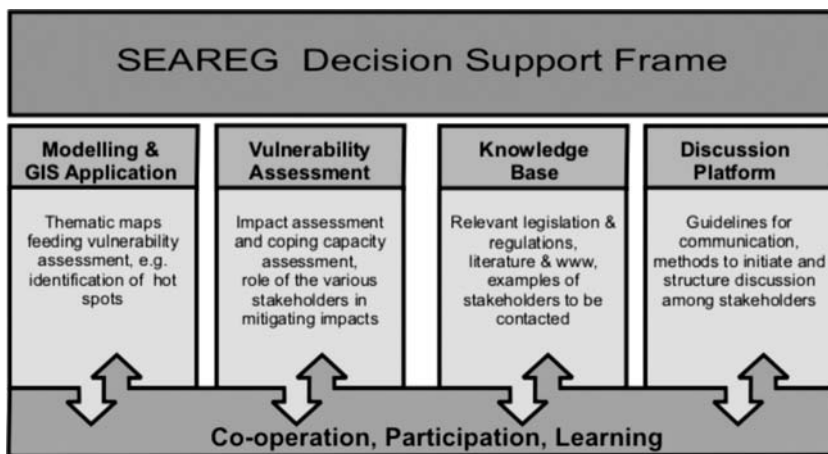 SEAREG Decision Support Frame
Modelling &
GIS Application
Thematic maps
feeding vulnerability
assessment, e.g.
identification of hot
spots
Vulnerability
Assessment
Impact assessment
and coping capacity
assessment,
role of the various
stakeholders in
mitigating impacts
Knowledge
Base
Relevant legislation &
regulations,
literature & www,
examples of
stakeholders to be
contacted
Discussion
Platform
Guidelines for
communication,
methods to initiate and
structure discussion
among stakeholders
Co-operation, Participation, Learning